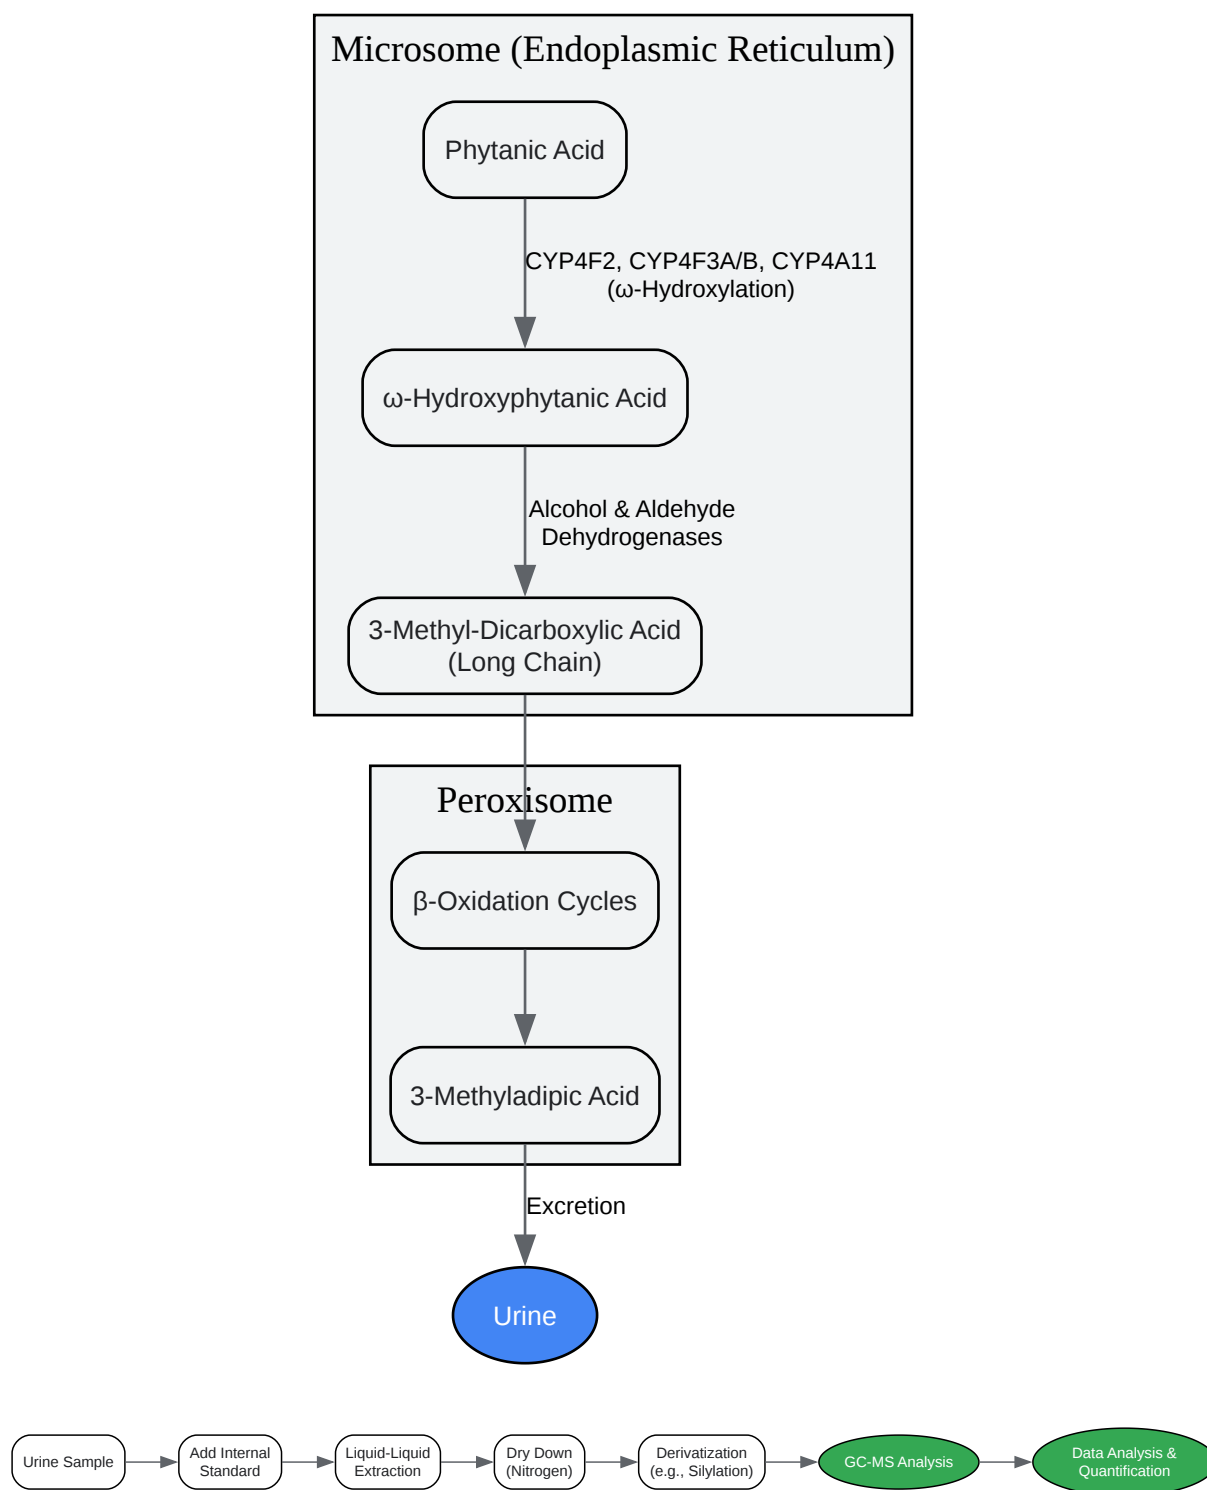 Microsome (Endoplasmic Reticulum)
Phytanic Acid
CYP4F2, CYP4F3A/B, CYP4A11
(ω-Hydroxylation)
ω-Hydroxyphytanic Acid
Alcohol & Aldehyde
Dehydrogenases
3-Methyl-Dicarboxylic Acid
(Long Chain)
Peroxisome
β-Oxidation Cycles
3-Methyladipic Acid
Excretion
Urine
Urine Sample
Add Internal
Standard
Liquid-Liquid
Extraction
Dry Down
(Nitrogen)
Derivatization
(e.g., Silylation)
GC-MS Analysis
Data Analysis &
Quantification